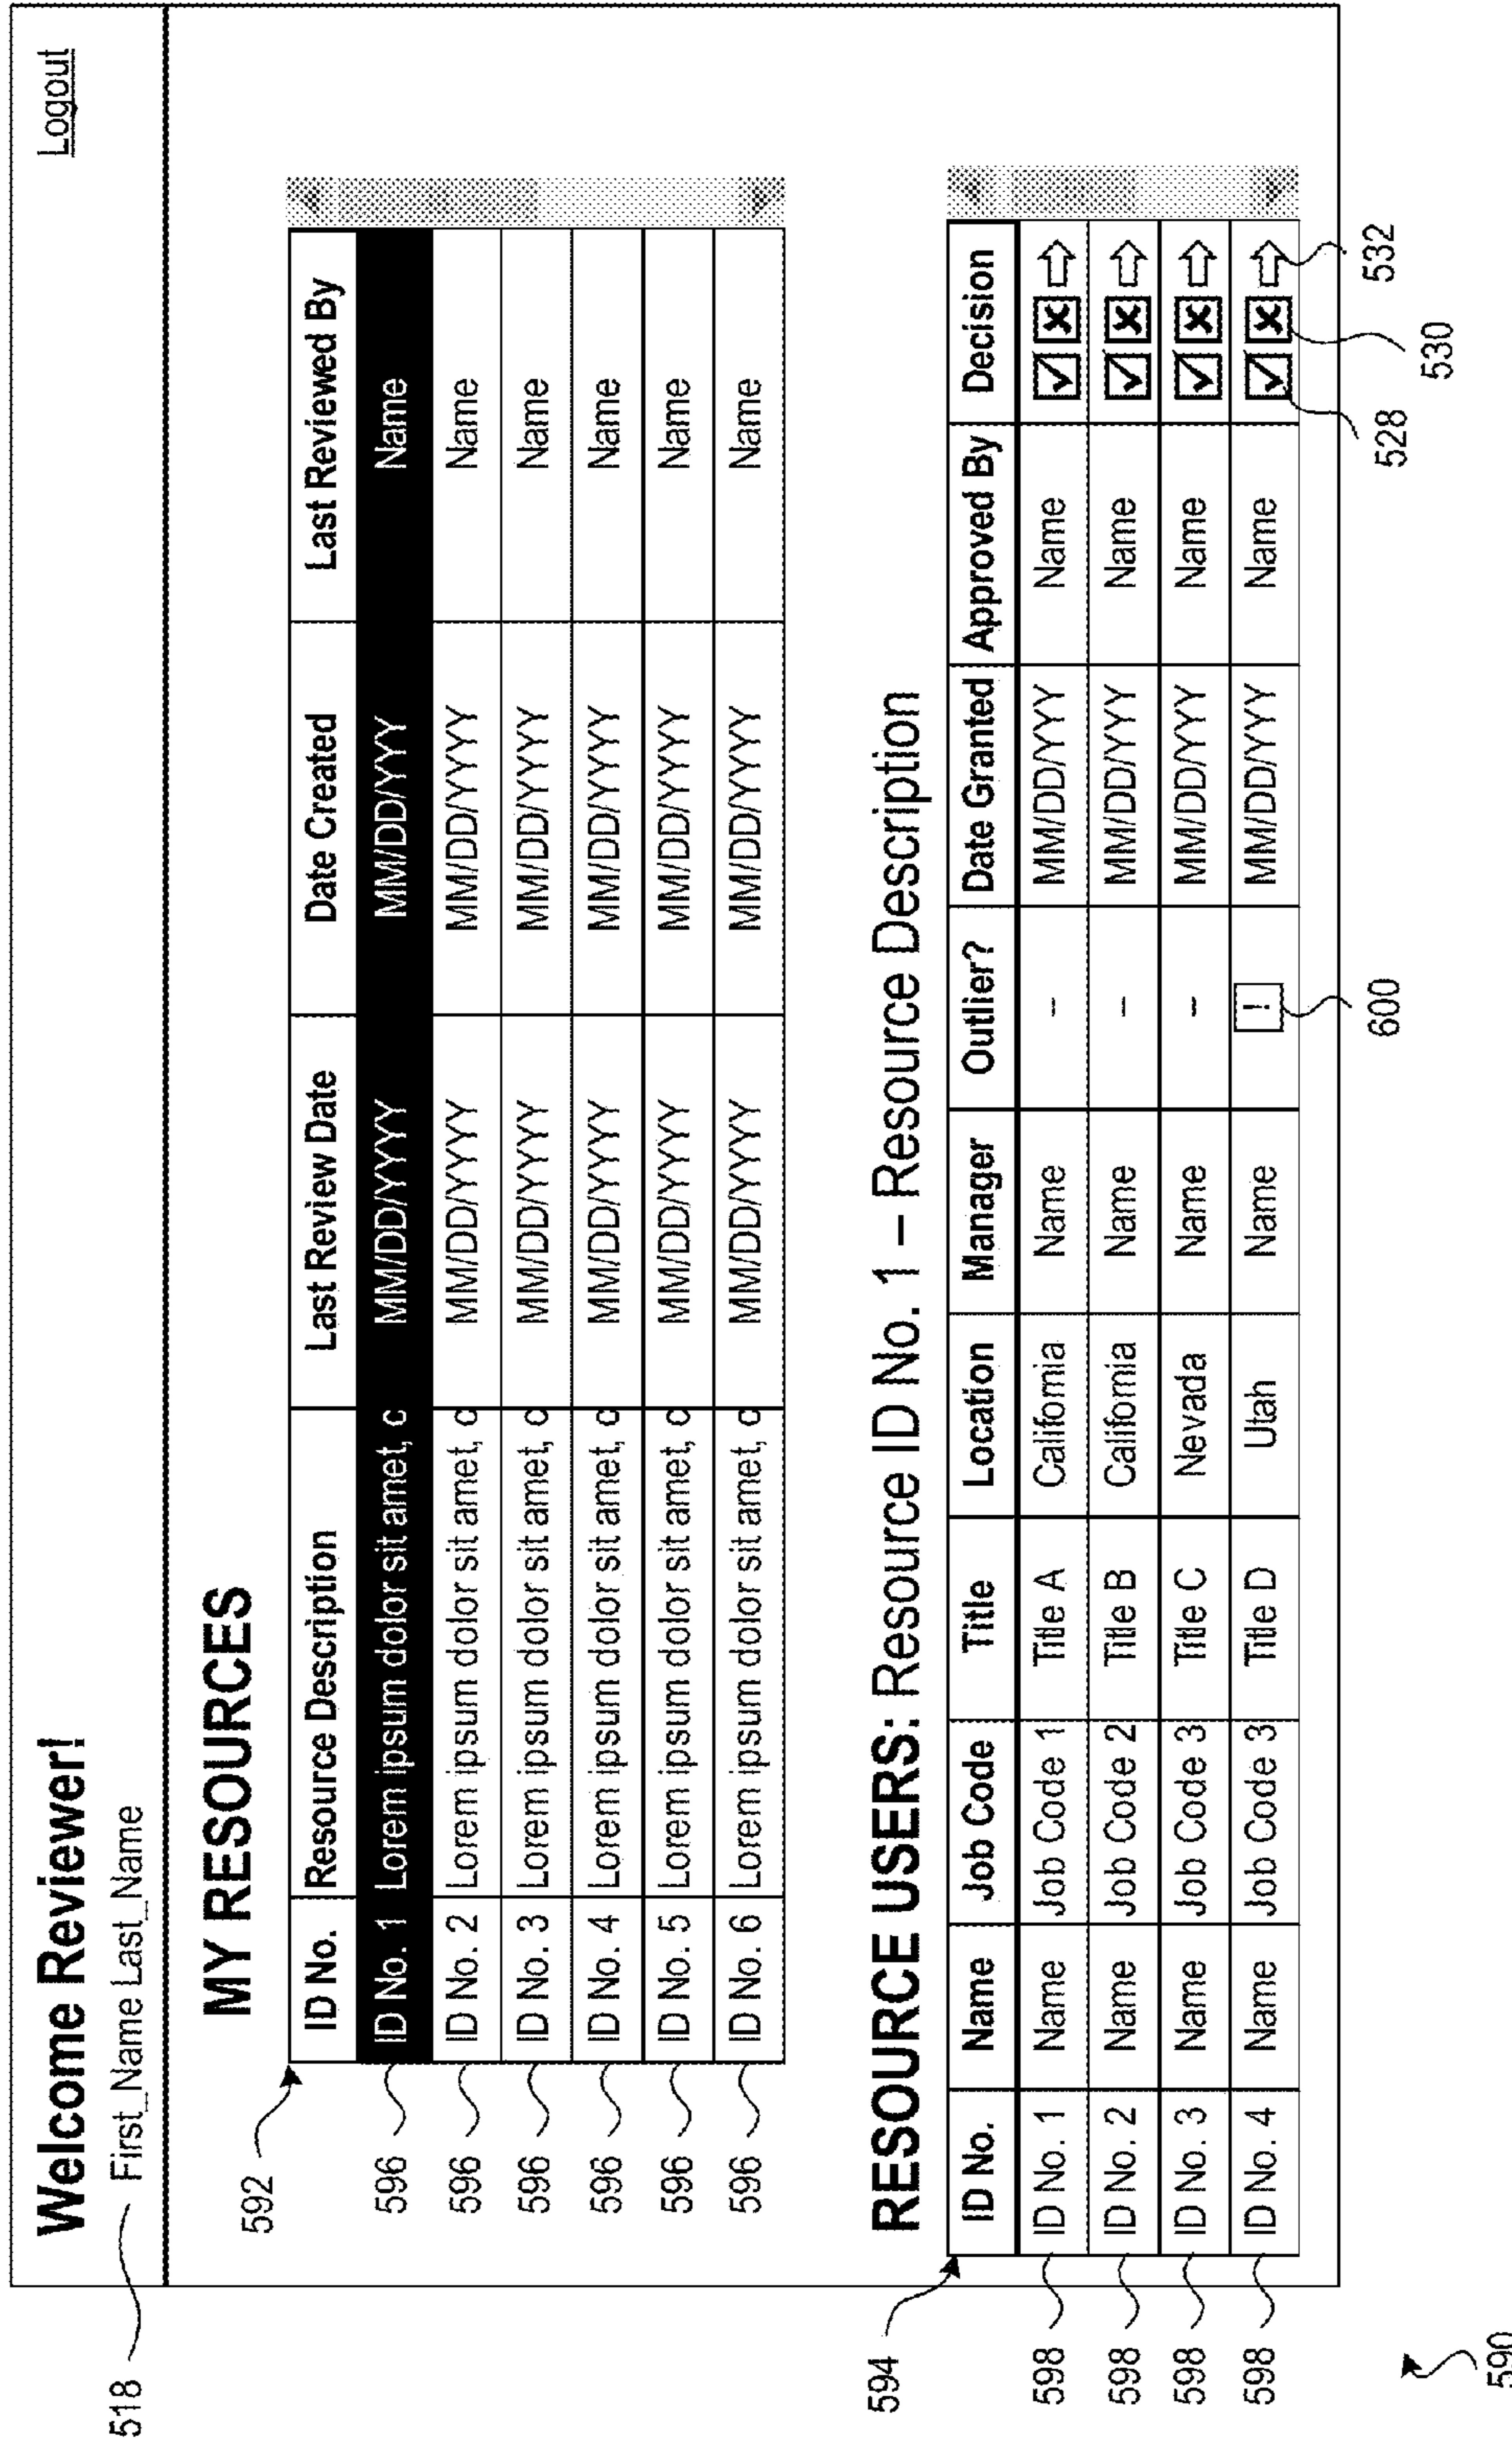 Welcome Reviewer! Logout
518 First_Name Last_Name
MY RESOURCES
592
ID No. Resource Description Last Review Date Date Created Last Reviewed By
596 ID No. 1 Lorem ipsum dolor sit amet, c MM/DD/YYYY MM/DD/YYY Name
596 ID No. 2 Lorem ipsum dolor sit amet, c MM/DD/YYYY MM/DD/YYYY Name
596 ID No. 3 Lorem ipsum dolor sit amet, c MM/DD/YYYY MM/DD/YYYY Name
596 ID No. 4 Lorem ipsum dolor sit amet, c MM/DD/YYYY MM/DD/YYYY Name
596 ID No. 5 Lorem ipsum dolor sit amet, c MM/DD/YYYY MM/DD/YYYY Name
596 ID No. 6 Lorem ipsum dolor sit amet, c MM/DD/YYYY MM/DD/YYYY Name
RESOURCE USERS: Resource ID No. 1 – Resource Description
594
ID No. Name Job Code Title Location Manager Outlier? Date Granted Approved By Decision
598 ID No. 1 Name Job Code 1 Title A California Name -- MM/DD/YYY Name
598 ID No. 2 Name Job Code 2 Title B California Name -- MM/DD/YYY Name
598 ID No. 3 Name Job Code 3 Title C Nevada Name -- MM/DD/YYY Name
598 ID No. 4 Name Job Code 3 Title D Utah Name ! MM/DD/YYY Name
600 528 530 532
590